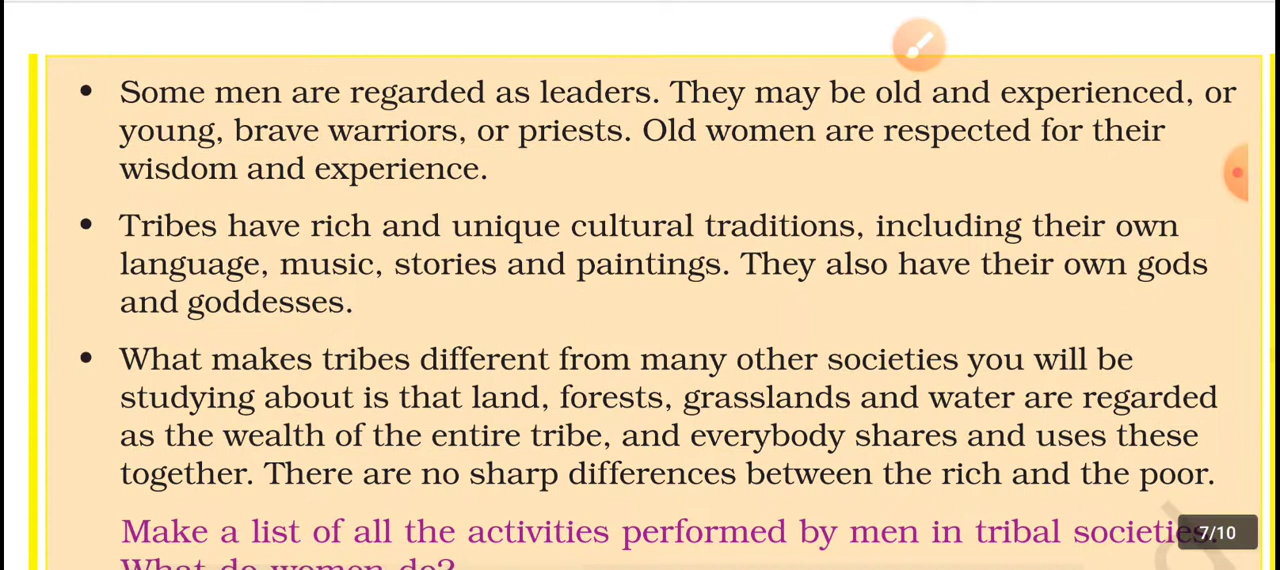 • Some men are regarded as leaders. They may be old and experienced, or
young, brave warriors, or priests. Old women are respected for their
wisdom and experience.
• Tribes have rich and unique cultural traditions, including their own
language, music, stories and paintings. They also have their own gods
and goddesses.
• What makes tribes different from many other societies you will be
studying about is that land, forests, grasslands and water are regarded
as the wealth of the entire tribe, and everybody shares and uses these
together. There are no sharp differences between the rich and the poor.
Make a list of all the activities performed by men in tribal societies.
7/10
What do women do?